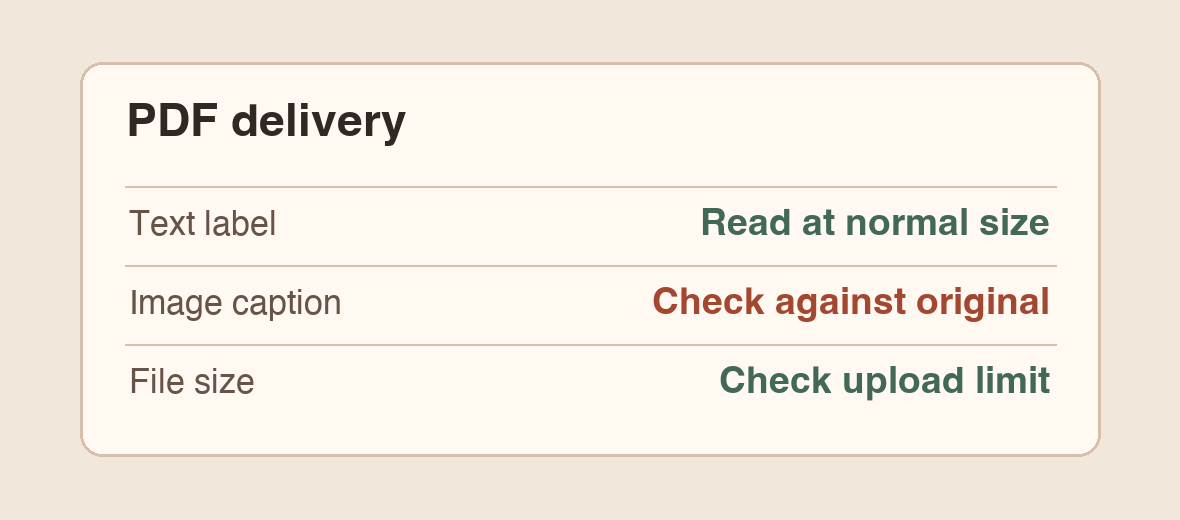 PDF delivery
Text label Read at normal size
Image caption Check against original
File size Check upload limit